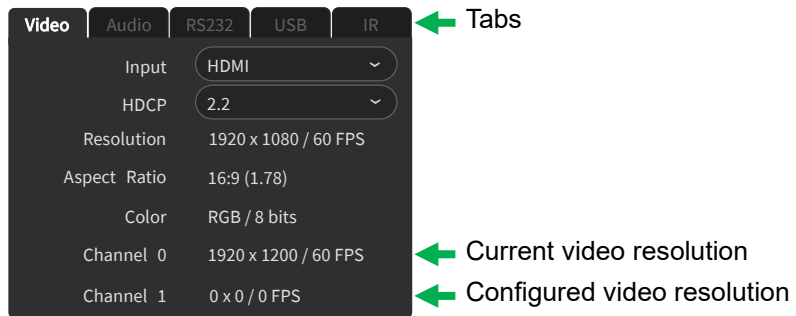 Video Audio RS232 USB IR Tabs
Input HDMI
HDCP 2.2
Resolution 1920 x 1080 / 60 FPS
Aspect Ratio 16:9 (1.78)
Color RGB / 8 bits
Channel 0 1920 x 1200 / 60 FPS Current video resolution
Channel 1 0 x 0 / 0 FPS Configured video resolution